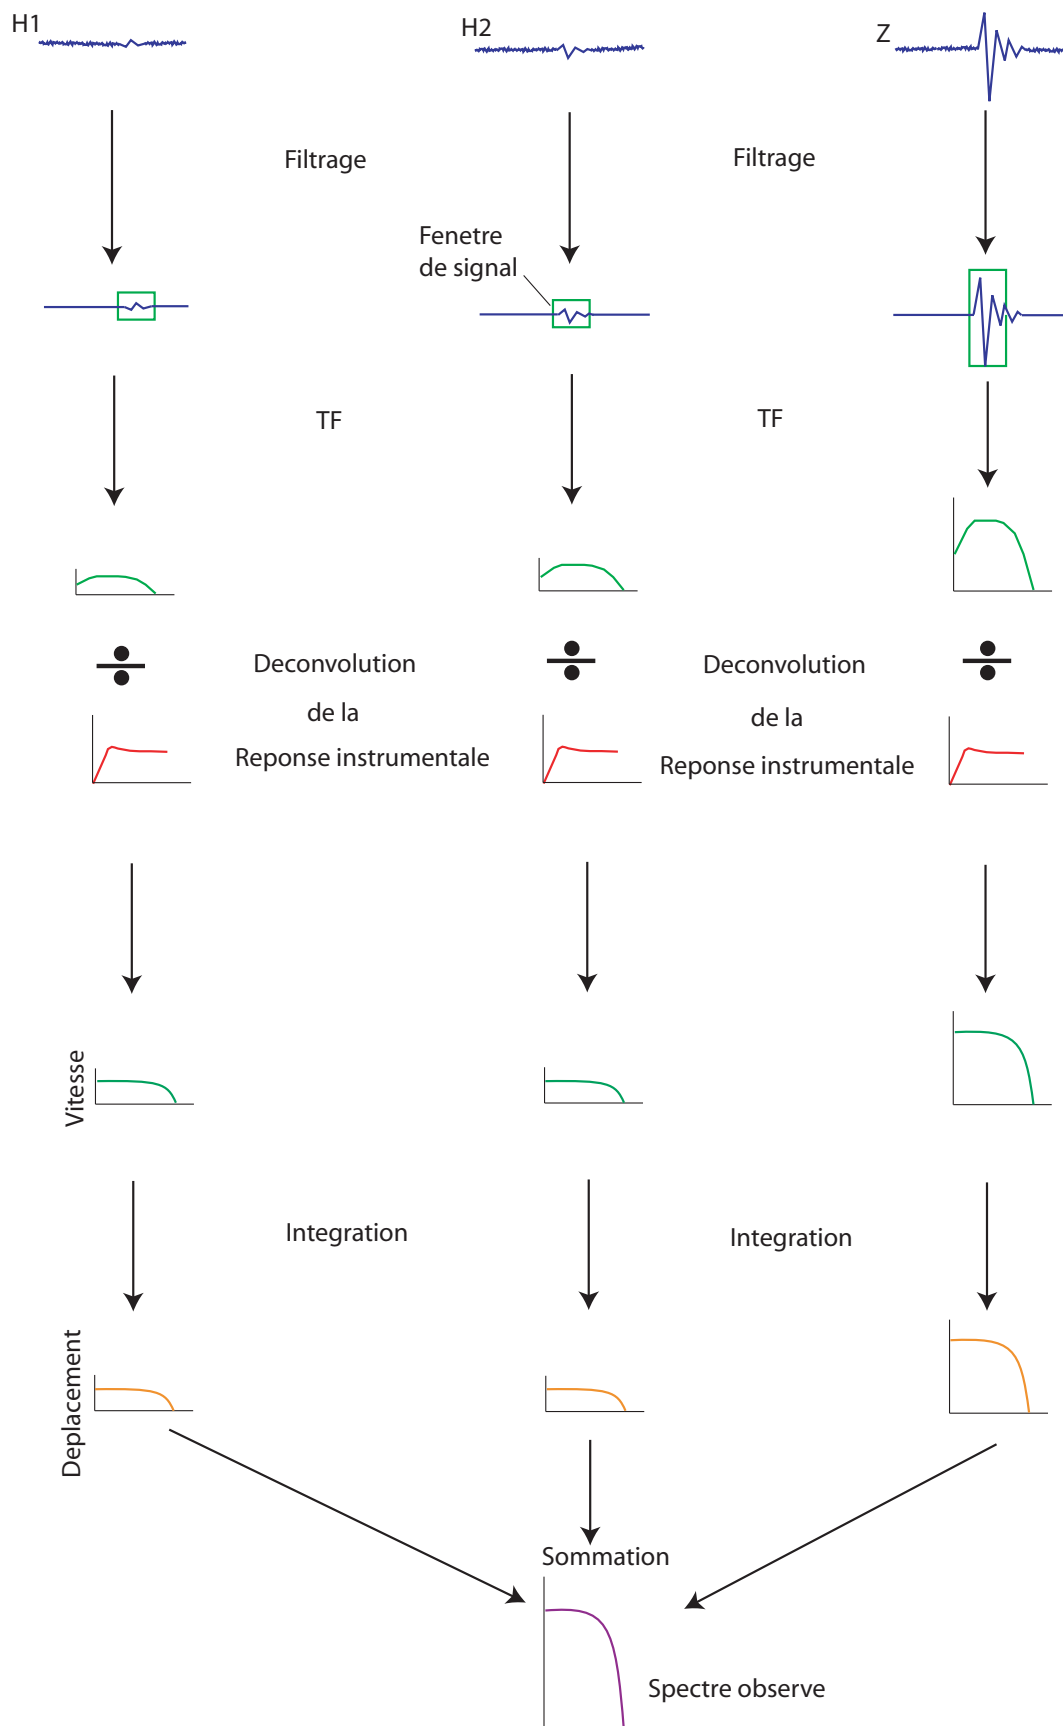 H1
H2
Z
Filtrage
Filtrage
Fenetre
de signal
TF
TF
Deconvolution
de la
Reponse instrumentale
Deconvolution
de la
Reponse instrumentale
Vitesse
Integration
Integration
Deplacement
Sommation
Spectre observe